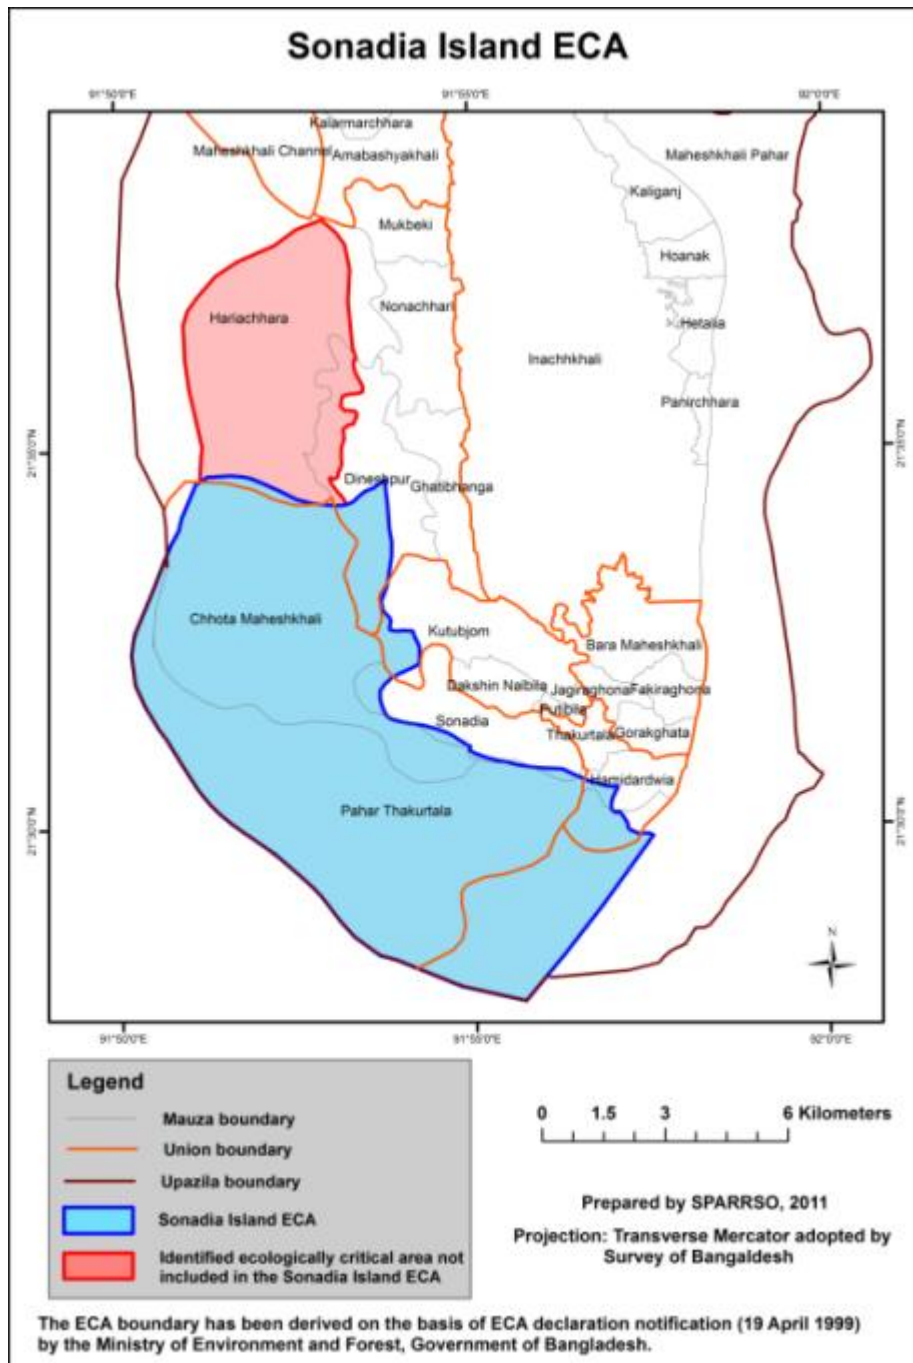 Sonadia Island ECA
91°50'0"E
91°55'0"E
92°0'0"E
Kalarmarchhara
Maheshkhali Channel
Amabashyakhali
Maheshkhali Pahar
Kaliganj
Mukbeki
Hoanak
Nonachhari
Hariachhara
Hetalia
Inachhkhali
Panirchhara
21°35'0"N
21°35'0"N
Dineshpur
Ghatibhanga
Chhota Maheshkhali
Kutubjom
Bara Maheshkhali
Dakshin Nalbila
Jagiraghona
Fakiraghona
Putibila
Sonadia
Thakurtala
Gorakghata
Hamidardwia
Pahar Thakurtala
21°30'0"N
21°30'0"N
N
91°50'0"E
91°55'0"E
92°0'0"E
Legend
Mauza boundary
Union boundary
Upazila boundary
Sonadia Island ECA
Identified ecologically critical area not
included in the Sonadia Island ECA
0 1.5 3 6 Kilometers
Prepared by SPARRSO, 2011
Projection: Transverse Mercator adopted by
Survey of Bangaldesh
The ECA boundary has been derived on the basis of ECA declaration notification (19 April 1999)
by the Ministry of Environment and Forest, Government of Bangladesh.